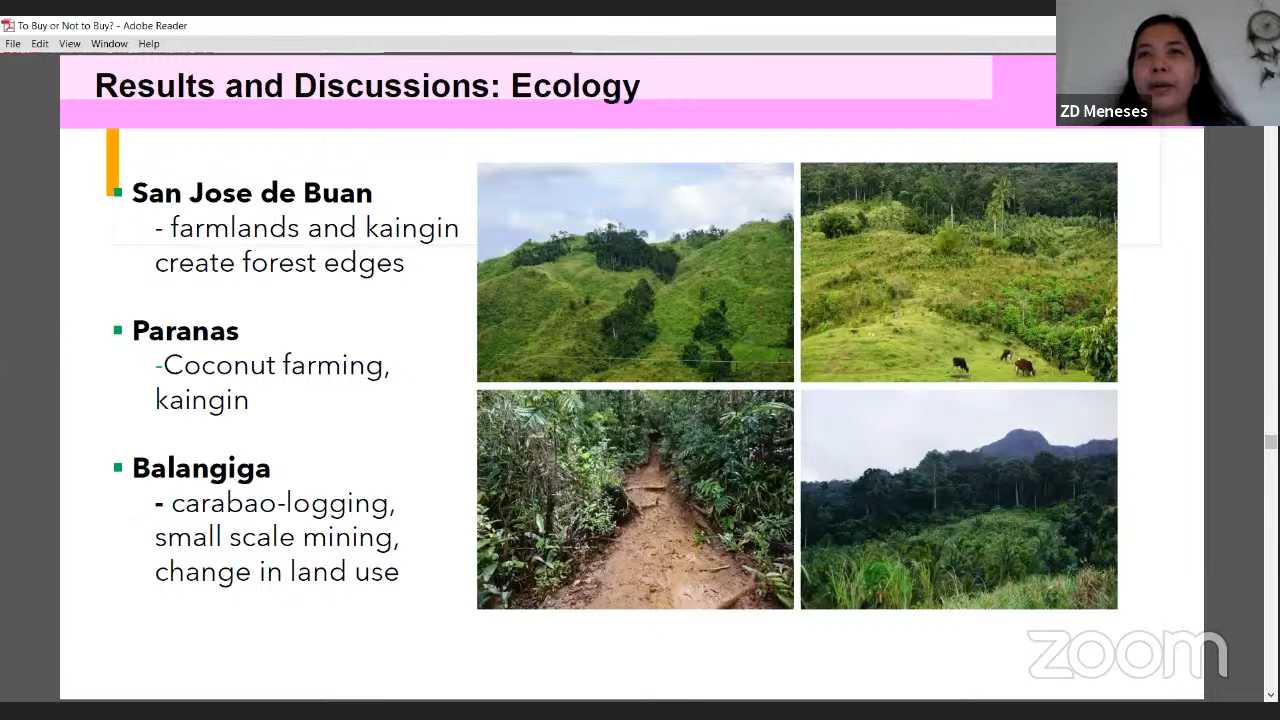 To Buy or Not to Buy? - Adobe Reader
File Edit View Window Help
Results and Discussions: Ecology
ZD Meneses
San Jose de Buan
- farmlands and kaingin
create forest edges
Paranas
-Coconut farming,
kaingin
Balangiga
- carabao-logging,
small scale mining,
change in land use
zoom